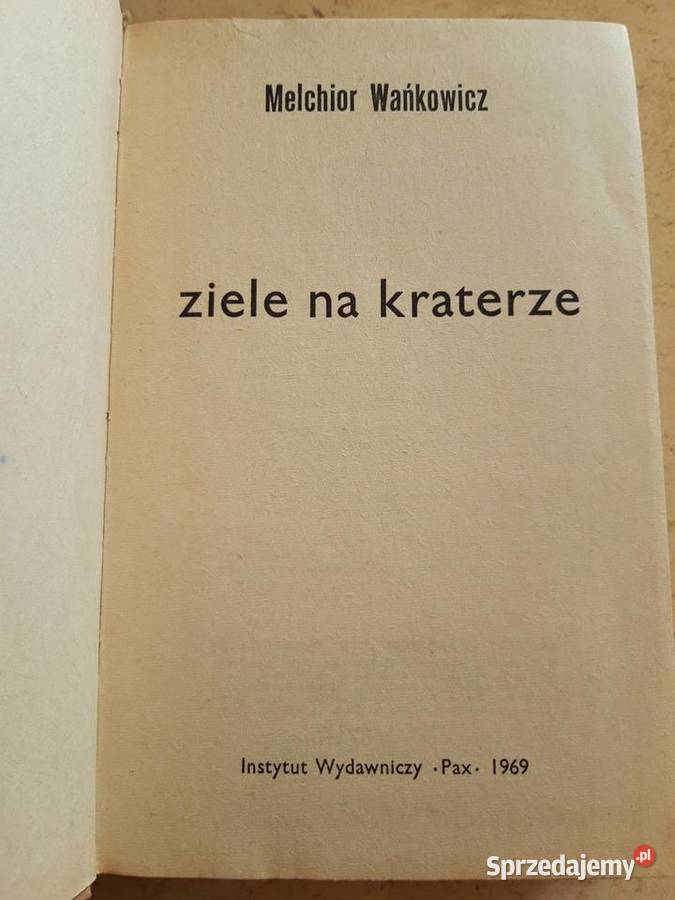 Melchior Wańkowicz
ziele na kraterze
Instytut Wydawniczy •Pax• 1969
Sprzedajemy.pl